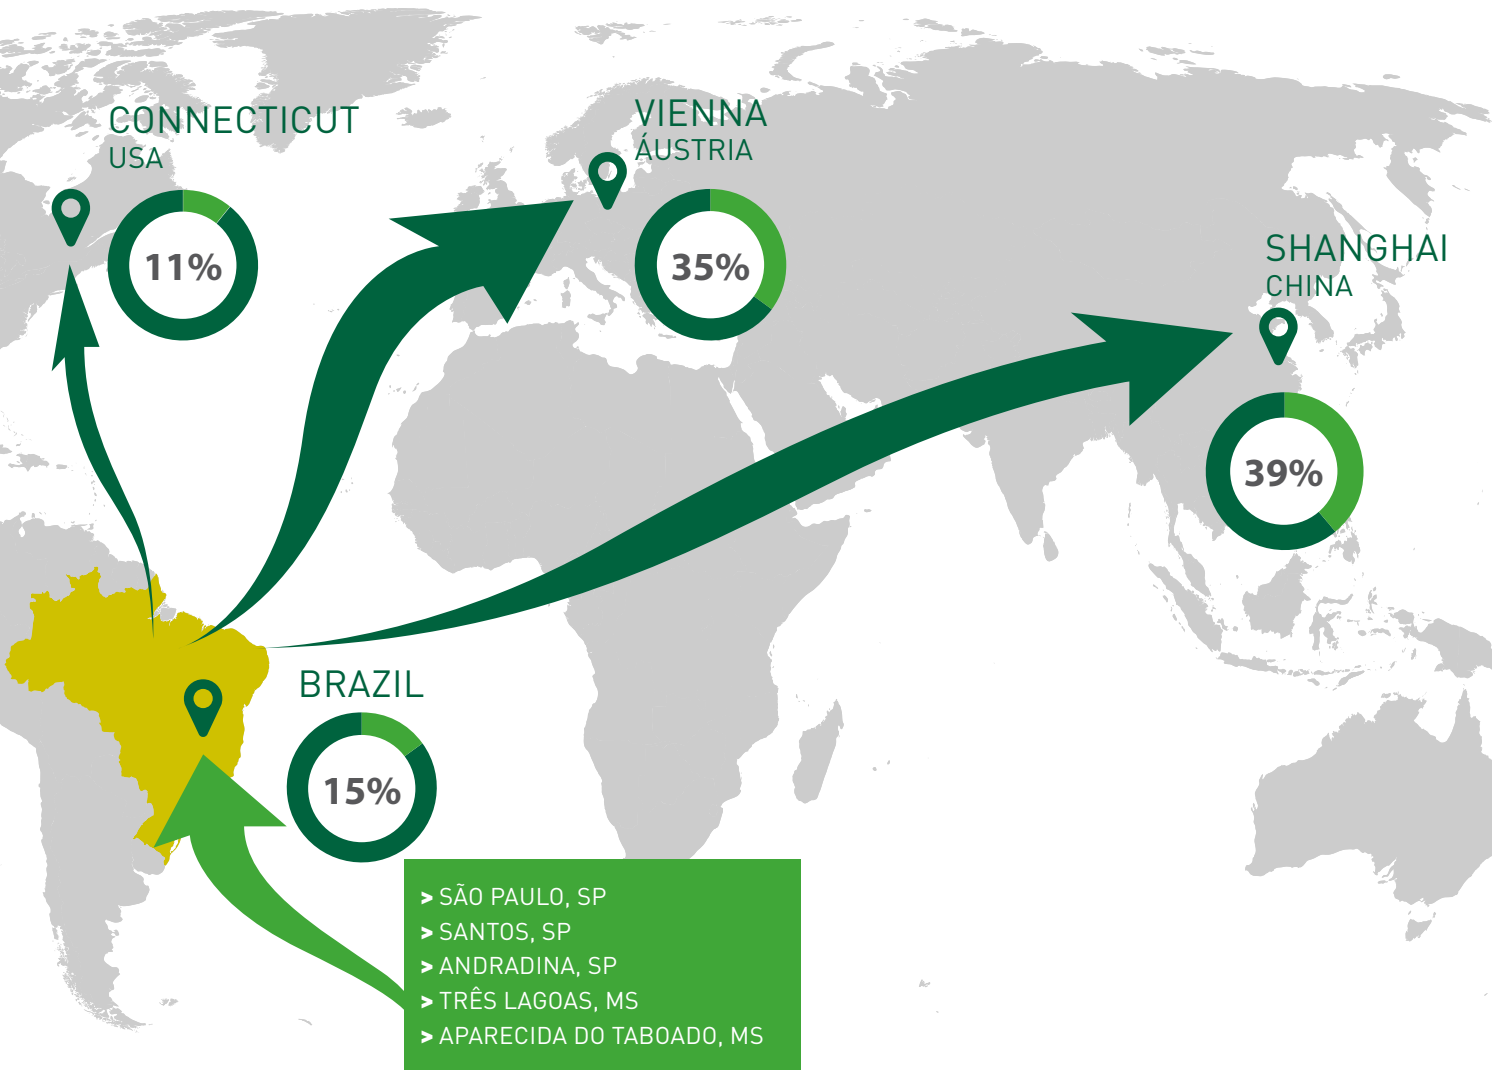 CONNECTICUT
USA
11%
VIENNA
ÁUSTRIA
35%
SHANGHAI
CHINA
39%
BRAZIL
15%
> SÃO PAULO, SP
> SANTOS, SP
> ANDRADINA, SP
> TRÊS LAGOAS, MS
> APARECIDA DO TABOADO, MS